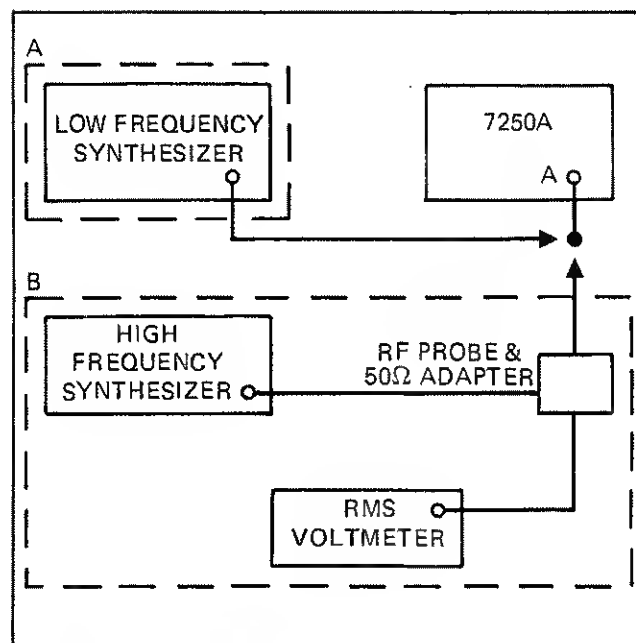 A
LOW FREQUENCY
SYNTHESIZER
7250A
A
B
HIGH
FREQUENCY
SYNTHESIZER
RF PROBE &
50Ω ADAPTER
RMS
VOLTMETER